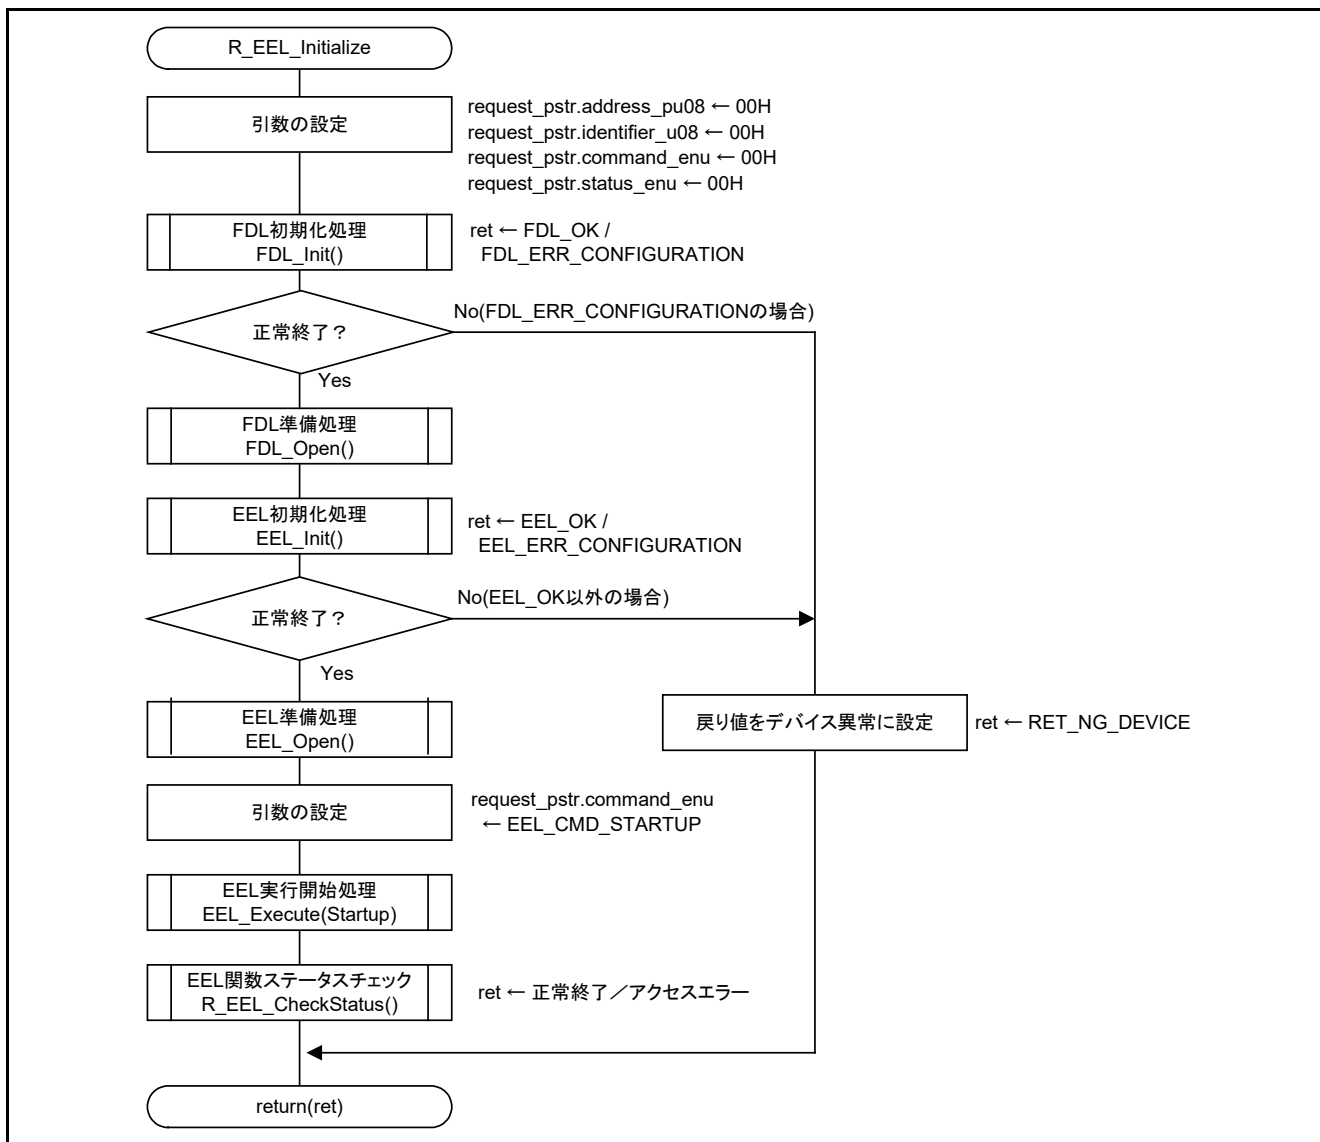 R_EEL_Initialize
引数の設定
request_pstr.address_pu08 ← 00H
request_pstr.identifier_u08 ← 00H
request_pstr.command_enu ← 00H
request_pstr.status_enu ← 00H
FDL初期化処理
FDL_Init()
ret ← FDL_OK /
FDL_ERR_CONFIGURATION
正常終了？
No(FDL_ERR_CONFIGURATIONの場合)
Yes
FDL準備処理
FDL_Open()
EEL初期化処理
EEL_Init()
ret ← EEL_OK /
EEL_ERR_CONFIGURATION
正常終了？
No(EEL_OK以外の場合)
Yes
EEL準備処理
EEL_Open()
戻り値をデバイス異常に設定
ret ← RET_NG_DEVICE
引数の設定
request_pstr.command_enu
← EEL_CMD_STARTUP
EEL実行開始処理
EEL_Execute(Startup)
EEL関数ステータスチェック
R_EEL_CheckStatus()
ret ← 正常終了／アクセスエラー
return(ret)